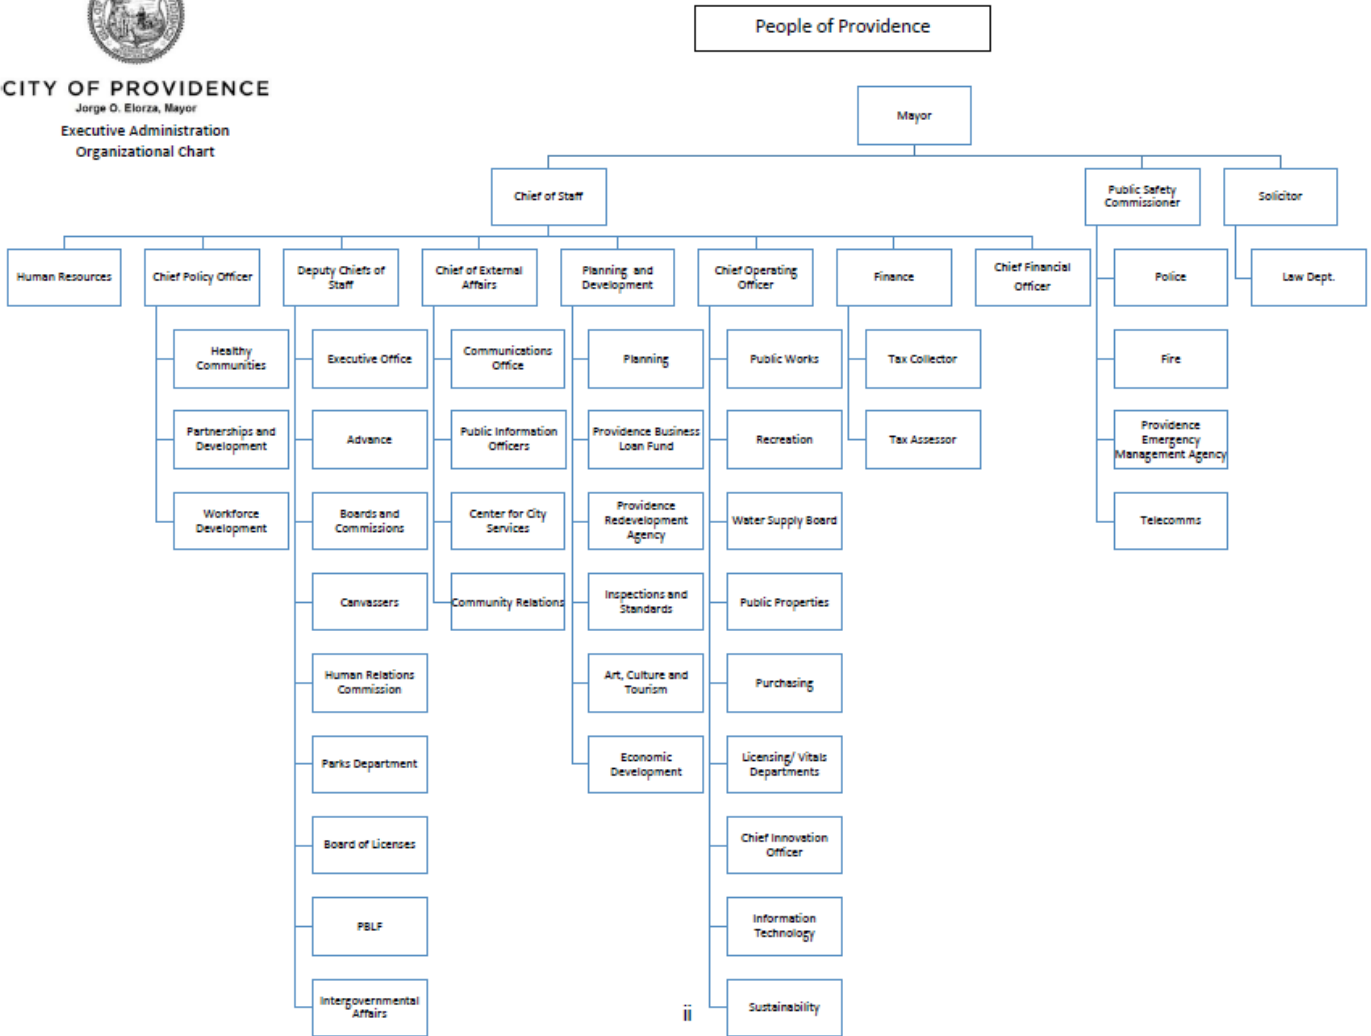 People of Providence
CITY OF PROVIDENCE
Jorge O. Elorza, Mayor
Executive Administration
Organizational Chart
Mayor
Chief of Staff
Public Safety
Commissioner
Solicitor
Human Resources
Chief Policy Officer
Deputy Chiefs of
Staff
Chief of External
Affairs
Planning and
Development
Chief Operating
Officer
Finance
Chief Financial
Officer
Police
Law Dept.
Healthy
Communities
Executive Office
Communications
Office
Planning
Public Works
Tax Collector
Fire
Partnerships and
Development
Advance
Public Information
Officers
Providence Business
Loan Fund
Recreation
Tax Assessor
Providence
Emergency
Management Agency
Workforce
Development
Boards and
Commissions
Center for City
Services
Providence
Redevelopment
Agency
Water Supply Board
Telecomms
Canvassers
Community Relations
Inspections and
Standards
Public Properties
Human Relations
Commission
Art, Culture and
Tourism
Purchasing
Parks Department
Economic
Development
Licensing/ Vitals
Departments
Board of Licenses
Chief Innovation
Officer
PBLF
Information
Technology
Intergovernmental
Affairs
Sustainability
ii